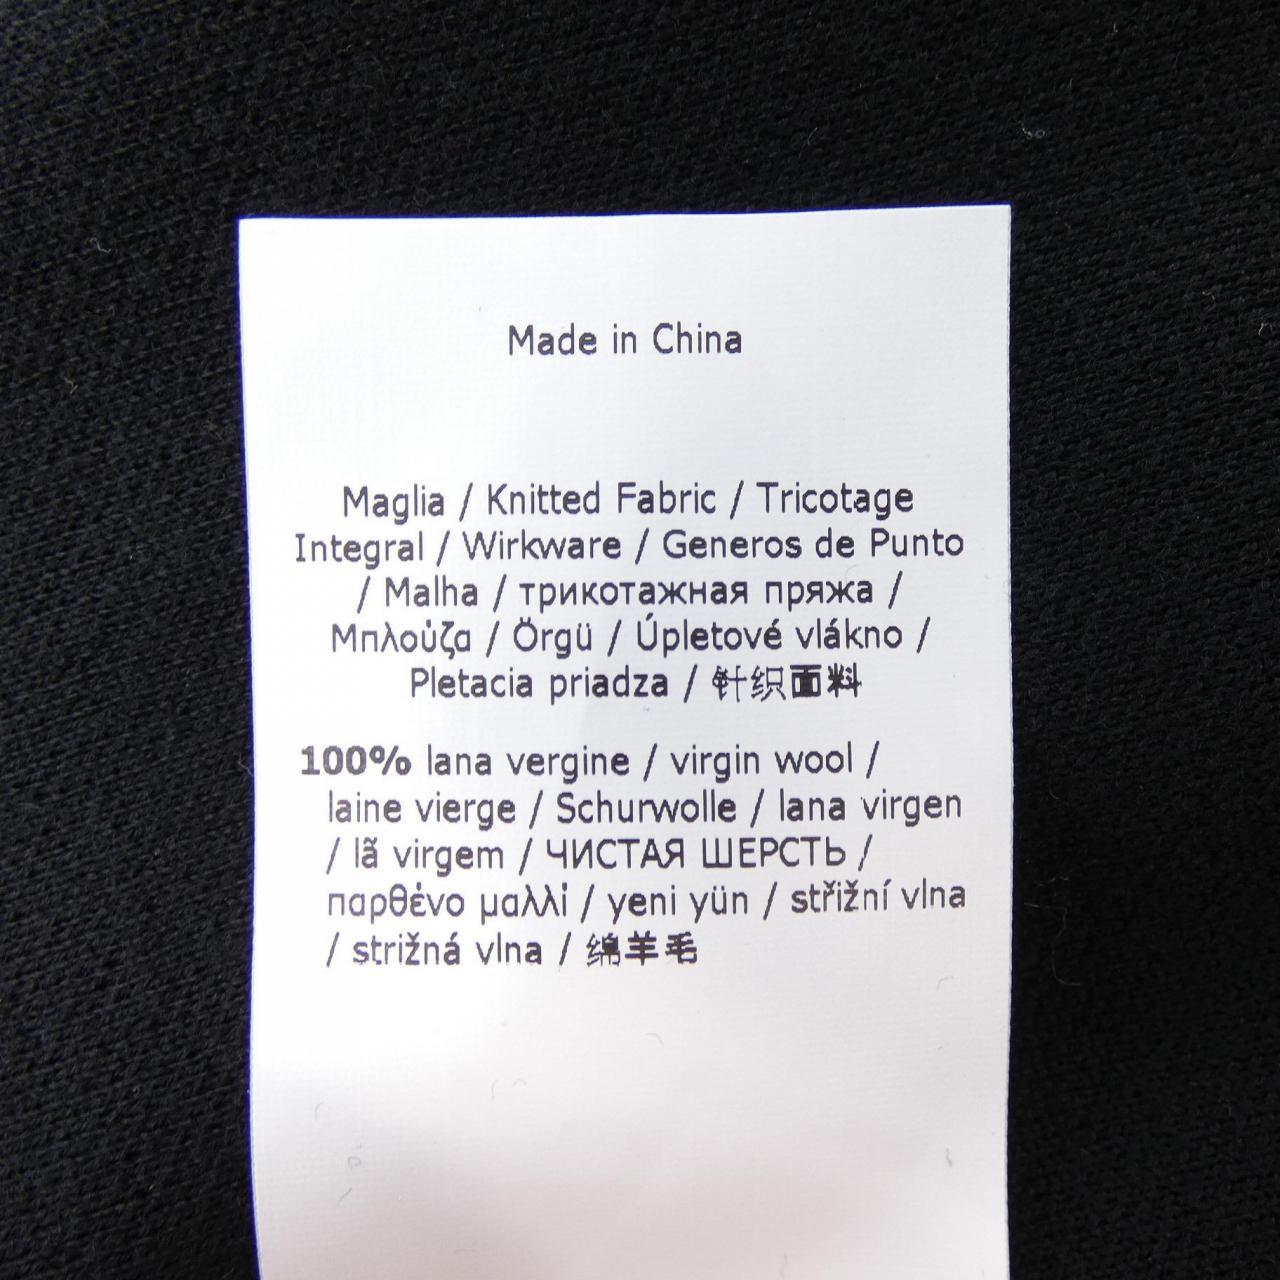 Made in China
Maglia / Knitted Fabric / Tricotage
Integral / Wirkware / Generos de Punto
/ Malha / трикотажная пряжа /
Μπλούζα / Örgü / Úpletové vlákno /
Pletacia priadza / 针织面料
100% lana vergine / virgin wool /
laine vierge / Schurwolle / lana virgen
/ lã virgem / ЧИСТАЯ ШЕРСТЬ /
παρθένο μαλλί / yeni yün / střižní vlna
/ strižná vlna / 绵羊毛